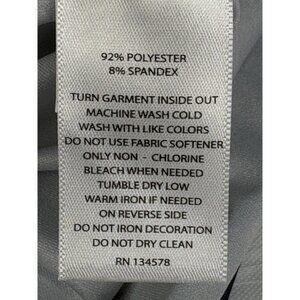 92% POLYESTER
8% SPANDEX
TURN GARMENT INSIDE OUT
MACHINE WASH COLD
WASH WITH LIKE COLORS
DO NOT USE FABRIC SOFTENER
ONLY NON - CHLORINE
BLEACH WHEN NEEDED
TUMBLE DRY LOW
WARM IRON IF NEEDED
ON REVERSE SIDE
DO NOT IRON DECORATION
DO NOT DRY CLEAN
RN 134578